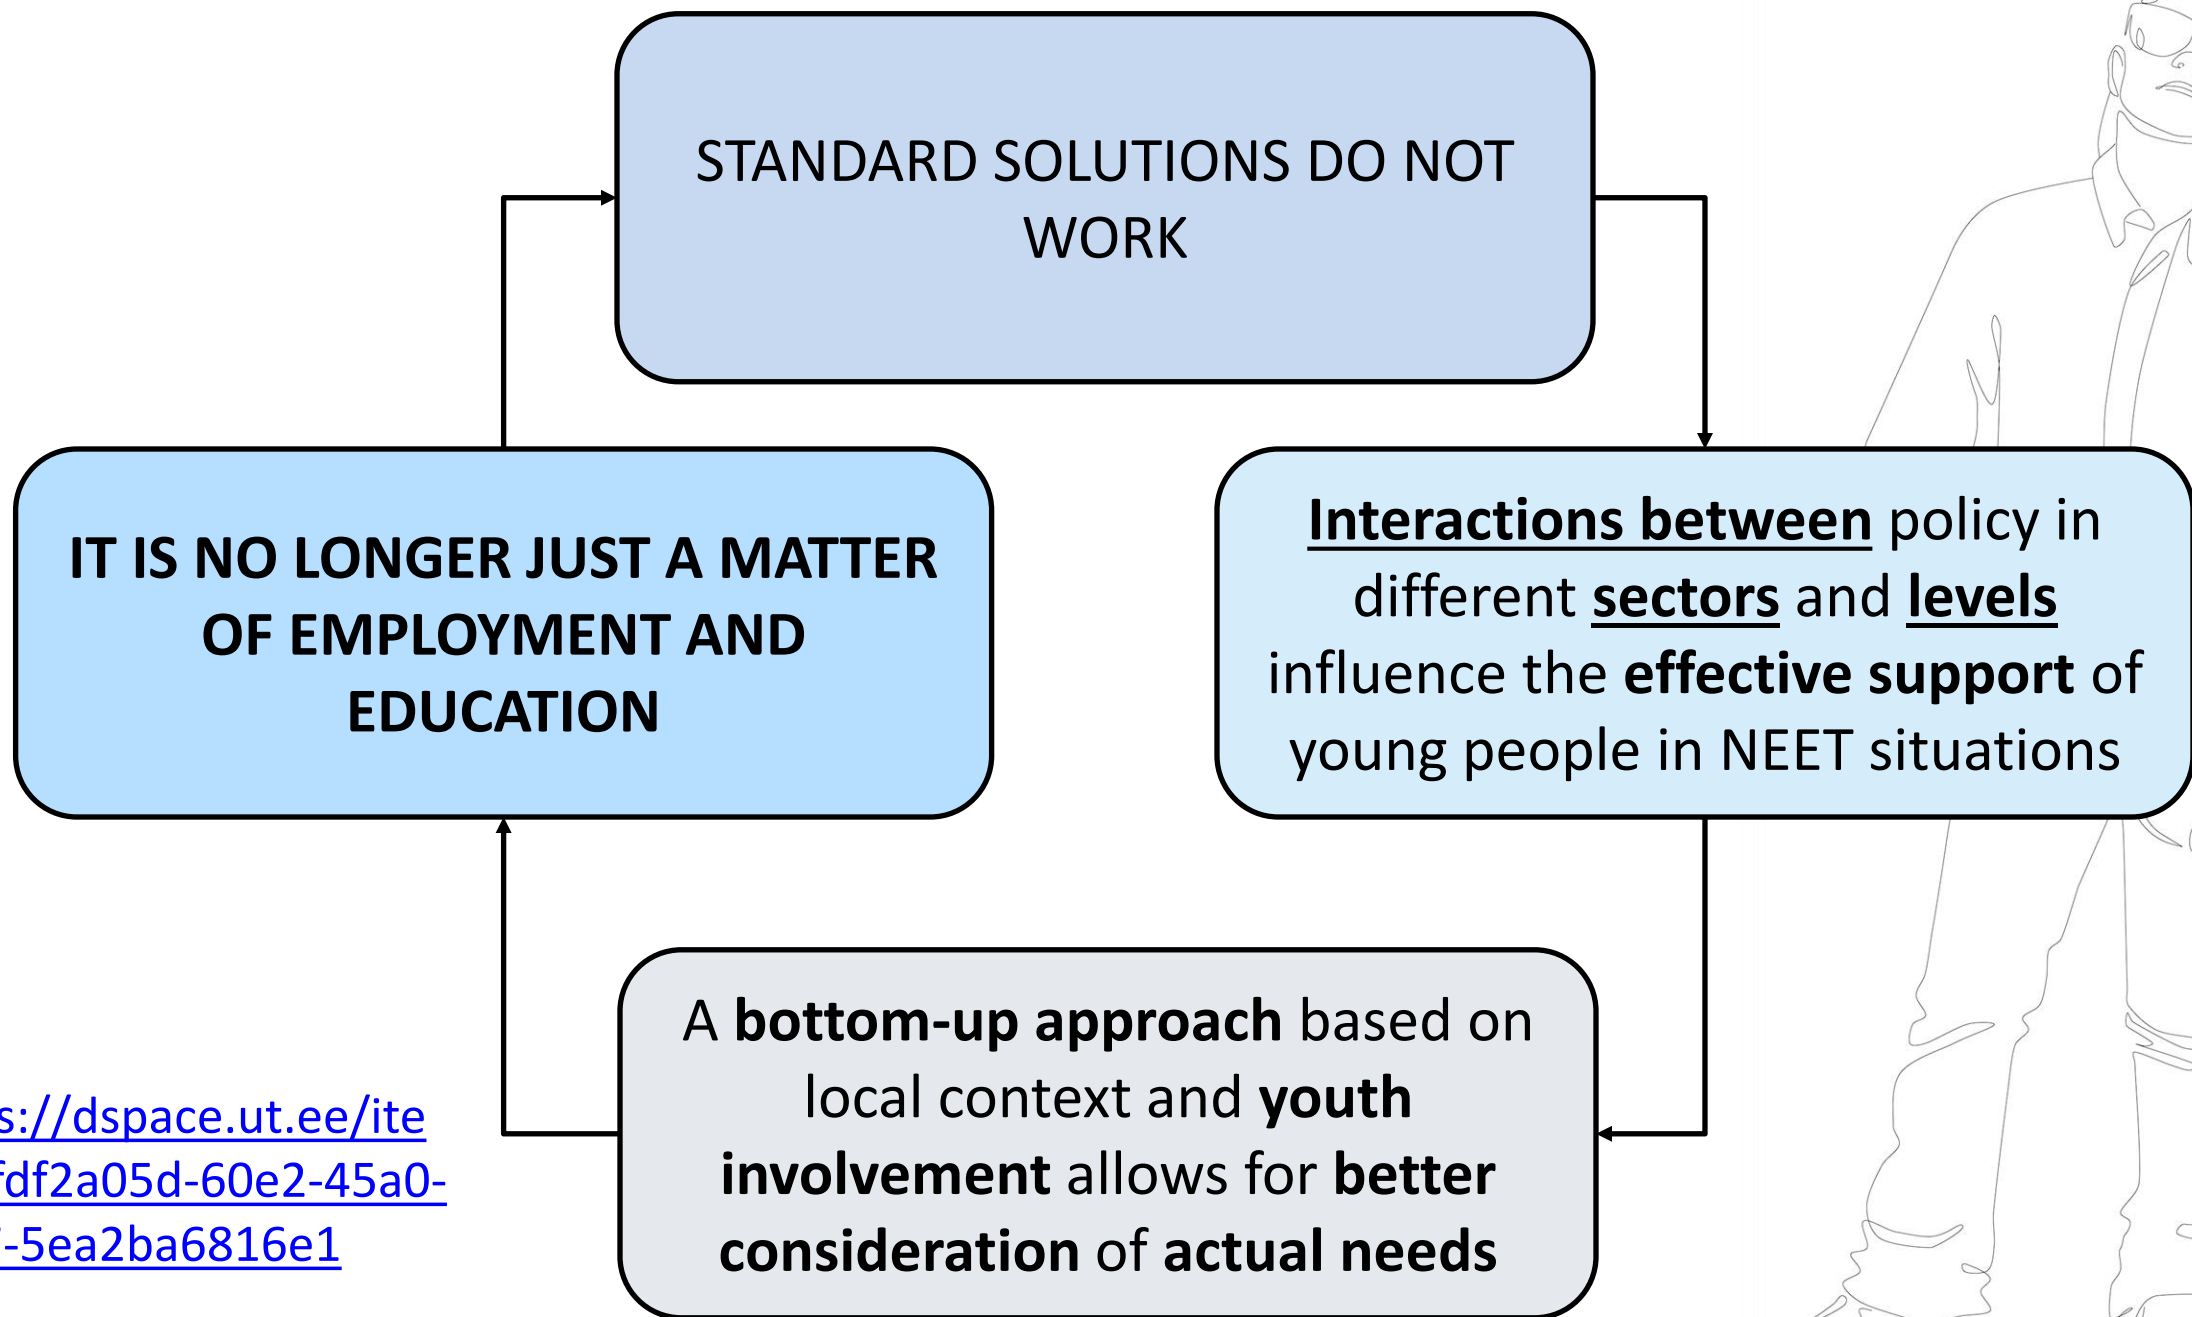 STANDARD SOLUTIONS DO NOT
WORK
IT IS NO LONGER JUST A MATTER
OF EMPLOYMENT AND
EDUCATION
Interactions between policy in
different sectors and levels
influence the effective support of
young people in NEET situations
A bottom-up approach based on
local context and youth
involvement allows for better
consideration of actual needs
s://dspace.ut.ee/ite
fdf2a05d-60e2-45a0-
-5ea2ba6816e1